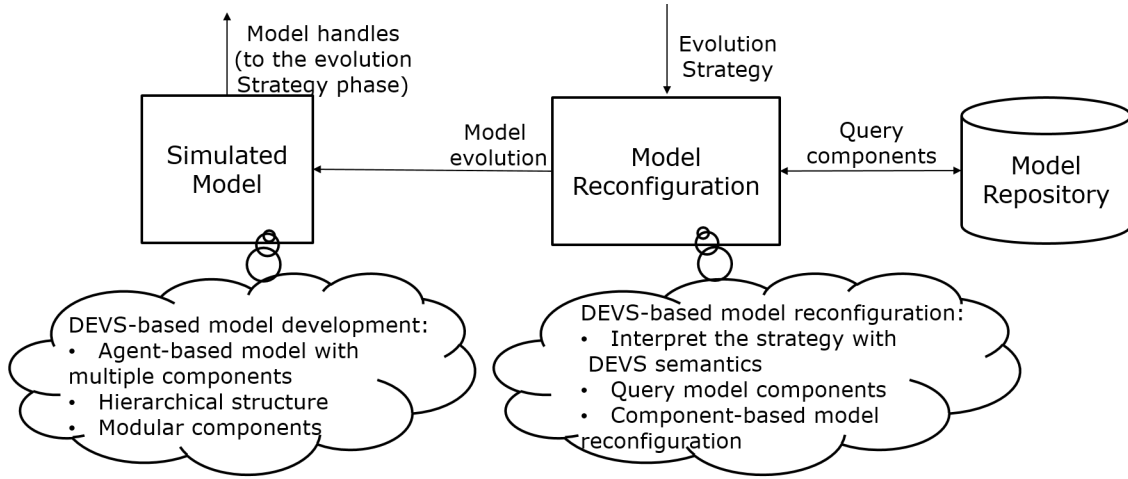 Model handles
(to the evolution
Strategy phase)
Evolution
Strategy
Simulated
Model
Model
evolution
Model
Reconfiguration
Query
components
Model
Repository
DEVS-based model development:
• Agent-based model with
multiple components
• Hierarchical structure
• Modular components
DEVS-based model reconfiguration:
• Interpret the strategy with
DEVS semantics
• Query model components
• Component-based model
reconfiguration